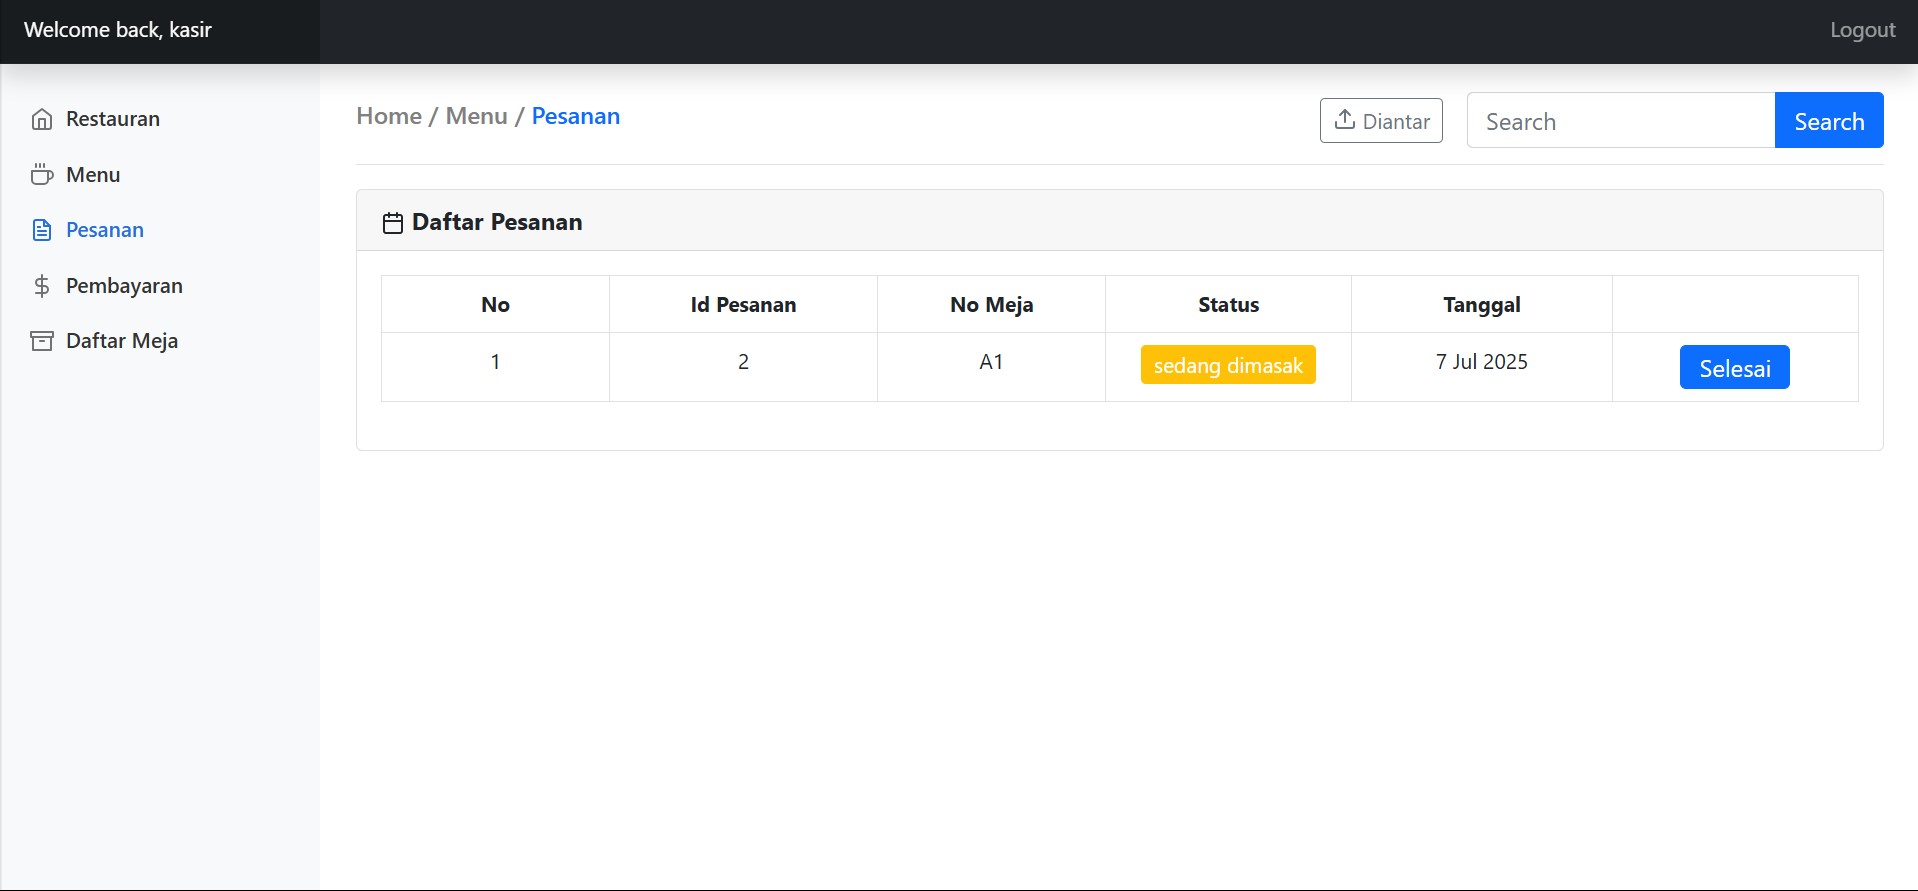 Welcome back, kasir
Logout
Restauran
Menu
Pesanan
Pembayaran
Daftar Meja
Home / Menu / Pesanan
Diantar
Search
Search
Daftar Pesanan
No Id Pesanan No Meja Status Tanggal
1 2 A1 sedang dimasak 7 Jul 2025 Selesai